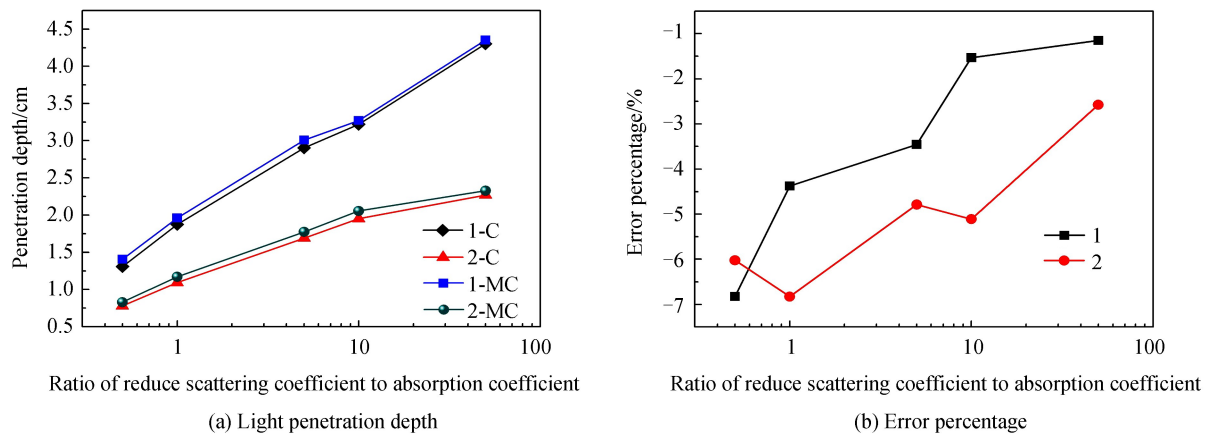 4.5
4.0
3.5
3.0
2.5
2.0
1.5
1.0
0.5
Penetration depth/cm
1-C
2-C
1-MC
2-MC
1
10
100
Ratio of reduce scattering coefficient to absorption coefficient
(a) Light penetration depth
−1
−2
−3
−4
−5
−6
−7
Error percentage/%
1
2
1
10
100
Ratio of reduce scattering coefficient to absorption coefficient
(b) Error percentage